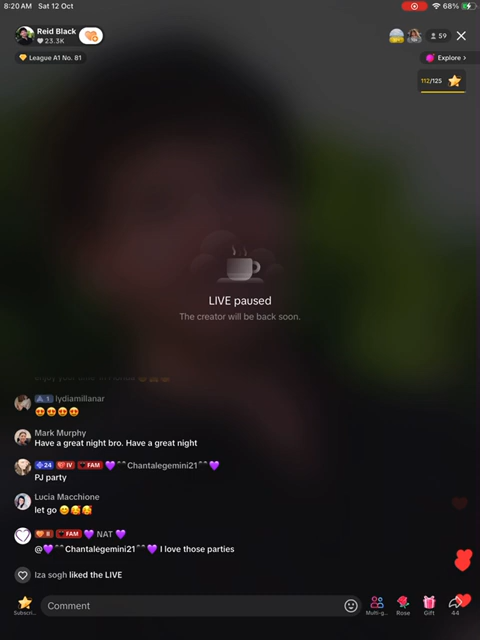 8:20 AM Sat 12 Oct
68%
Reid Black
23.3K
59
League A1 No. 81
Explore >
112/125
LIVE paused
The creator will be back soon.
1 lydiamillanar
Mark Murphy
Have a great night bro. Have a great night
24 IV FAM Chantalegemini21
PJ party
Lucia Macchione
let go
II FAM NAT
@Chantalegemini21 I love those parties
Iza sogh liked the LIVE
Subscri...
Comment
Multi-g...
Rose
Gift
44